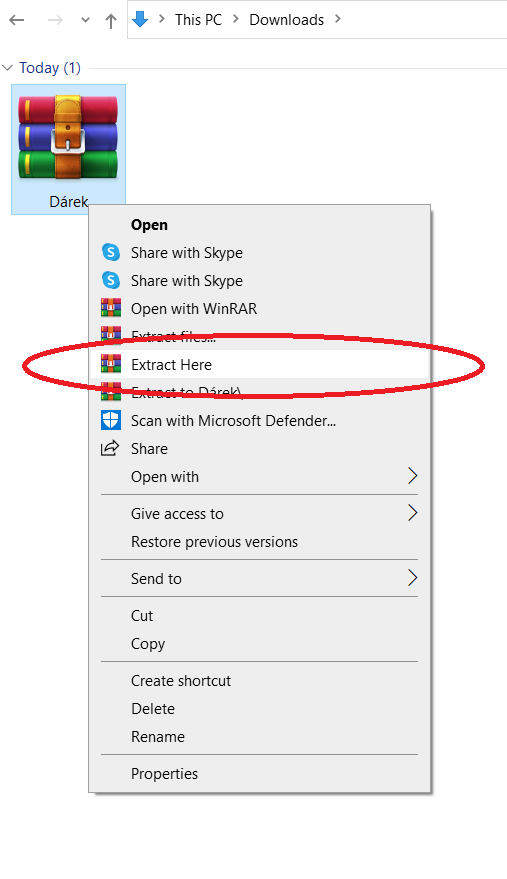 This PC > Downloads >
Today (1)
Dárek
Open
Share with Skype
Share with Skype
Open with WinRAR
Extract files...
Extract Here
Extract to Dárek\
Scan with Microsoft Defender...
Share
Open with
Give access to
Restore previous versions
Send to
Cut
Copy
Create shortcut
Delete
Rename
Properties